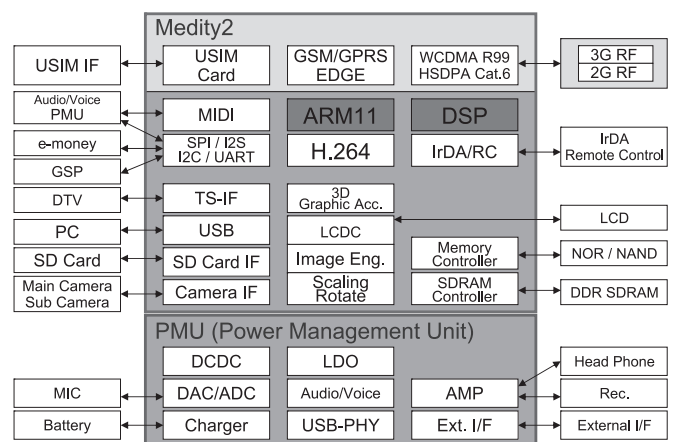 Medity2
USIM IF
USIM
Card
GSM/GPRS
EDGE
WCDMA R99
HSDPA Cat.6
3G RF
2G RF
Audio/Voice
PMU
MIDI
ARM11
DSP
e-money
SPI / I2S
I2C / UART
H.264
IrDA/RC
IrDA
Remote Control
GSP
DTV
TS-IF
3D
Graphic Acc.
PC
USB
LCDC
LCD
SD Card
SD Card IF
Image Eng.
Memory
Controller
NOR / NAND
Main Camera
Sub Camera
Camera IF
Scaling
Rotate
SDRAM
Controller
DDR SDRAM
PMU (Power Management Unit)
DCDC
LDO
Head Phone
MIC
DAC/ADC
Audio/Voice
AMP
Rec.
Battery
Charger
USB-PHY
Ext. I/F
External I/F